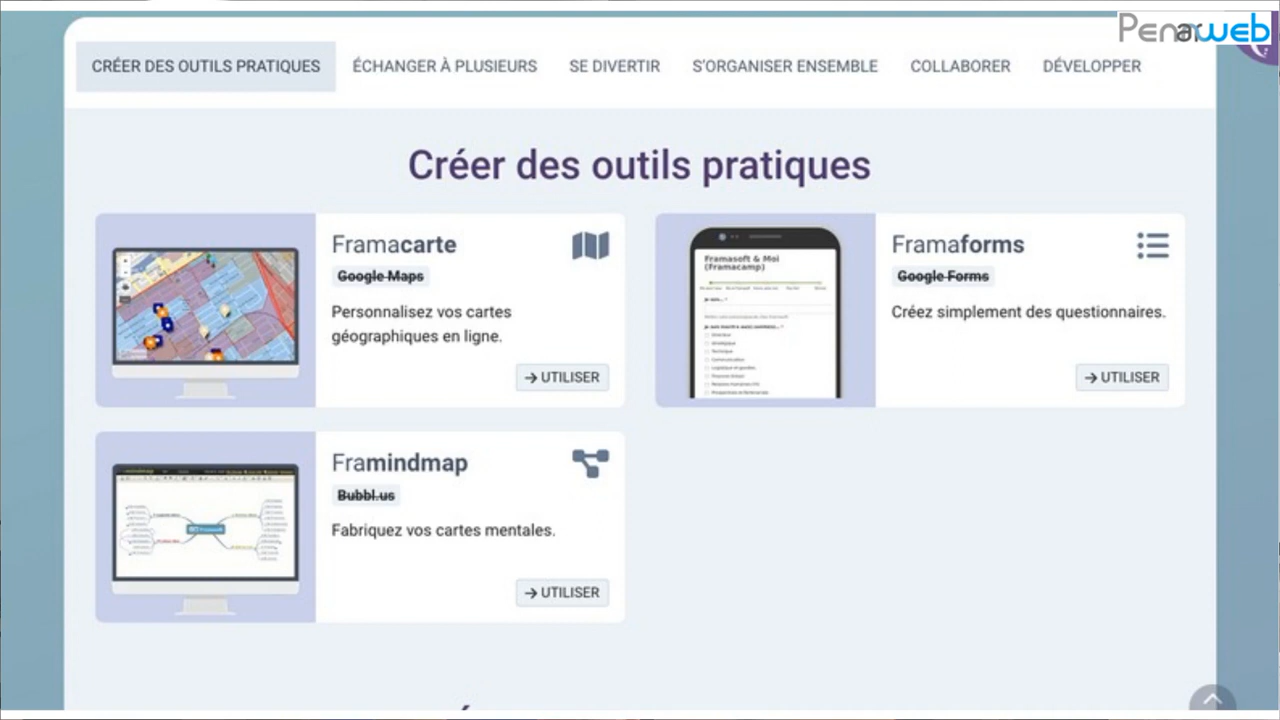 Penarweb
CRÉER DES OUTILS PRATIQUES
ÉCHANGER À PLUSIEURS
SE DIVERTIR
S'ORGANISER ENSEMBLE
COLLABORER
DÉVELOPPER
Créer des outils pratiques
Framacarte
Google Maps
Personnalisez vos cartes
géographiques en ligne.
→ UTILISER
Framasoft & Moi
(Framacamp)
Framaforms
Google Forms
Créez simplement des questionnaires.
→ UTILISER
Framindmap
Bubbl.us
Fabriquez vos cartes mentales.
→ UTILISER